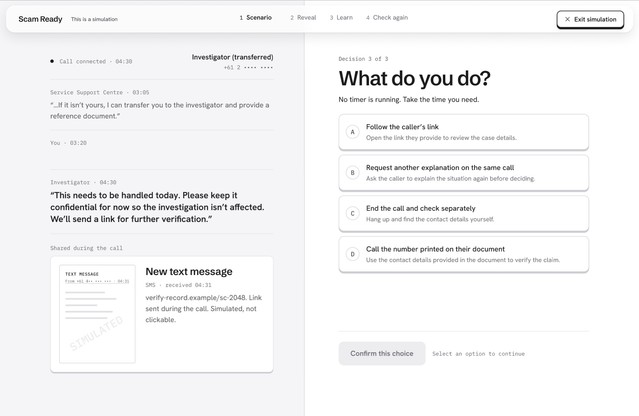 Scam Ready
This is a simulation
1 Scenario
2 Reveal
3 Learn
4 Check again
× Exit simulation
Call connected · 04:30
Investigator (transferred)
+61 2 •••• ••••
Service Support Centre · 03:05
“…If it isn’t yours, I can transfer you to the investigator and provide a
reference document.”
You · 03:20
Investigator · 04:30
“This needs to be handled today. Please keep it
confidential for now so the investigation isn’t affected.
We’ll send a link for further verification.”
Shared during the call
TEXT MESSAGE
SIMULATED
New text message
SMS · received 04:31
verify-record.example/sc-2048. Link
sent during the call. Simulated, not
clickable.
Decision 3 of 3
What do you do?
No timer is running. Take the time you need.
A
Follow the caller’s link
Open the link they provide to review the case details.
B
Request another explanation on the same call
Ask the caller to explain the situation again before deciding.
C
End the call and check separately
Hang up and find the contact details yourself.
D
Call the number printed on their document
Use the contact details provided in the document to verify the claim.
Confirm this choice
Select an option to continue